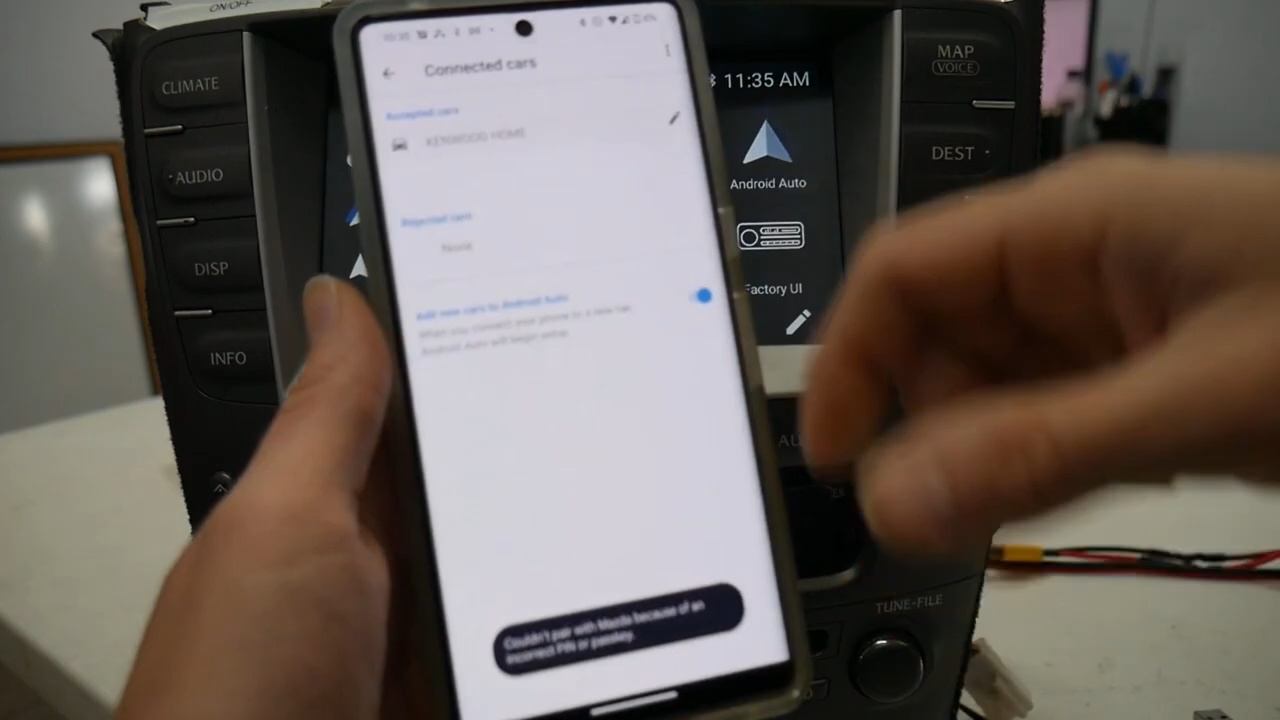 ON/OFF
CLIMATE
AUDIO
DISP
INFO
Connected cars
Accepted cars
KENWOOD HOME
Rejected cars
None
Add new cars to Android Auto
When you connect your phone to a new car,
Android Auto will begin setup.
Couldn't pair with Mazda because of an
incorrect PIN or passkey.
11:35 AM
Android Auto
Factory UI
MAP
VOICE
DEST
TUNE·FILE